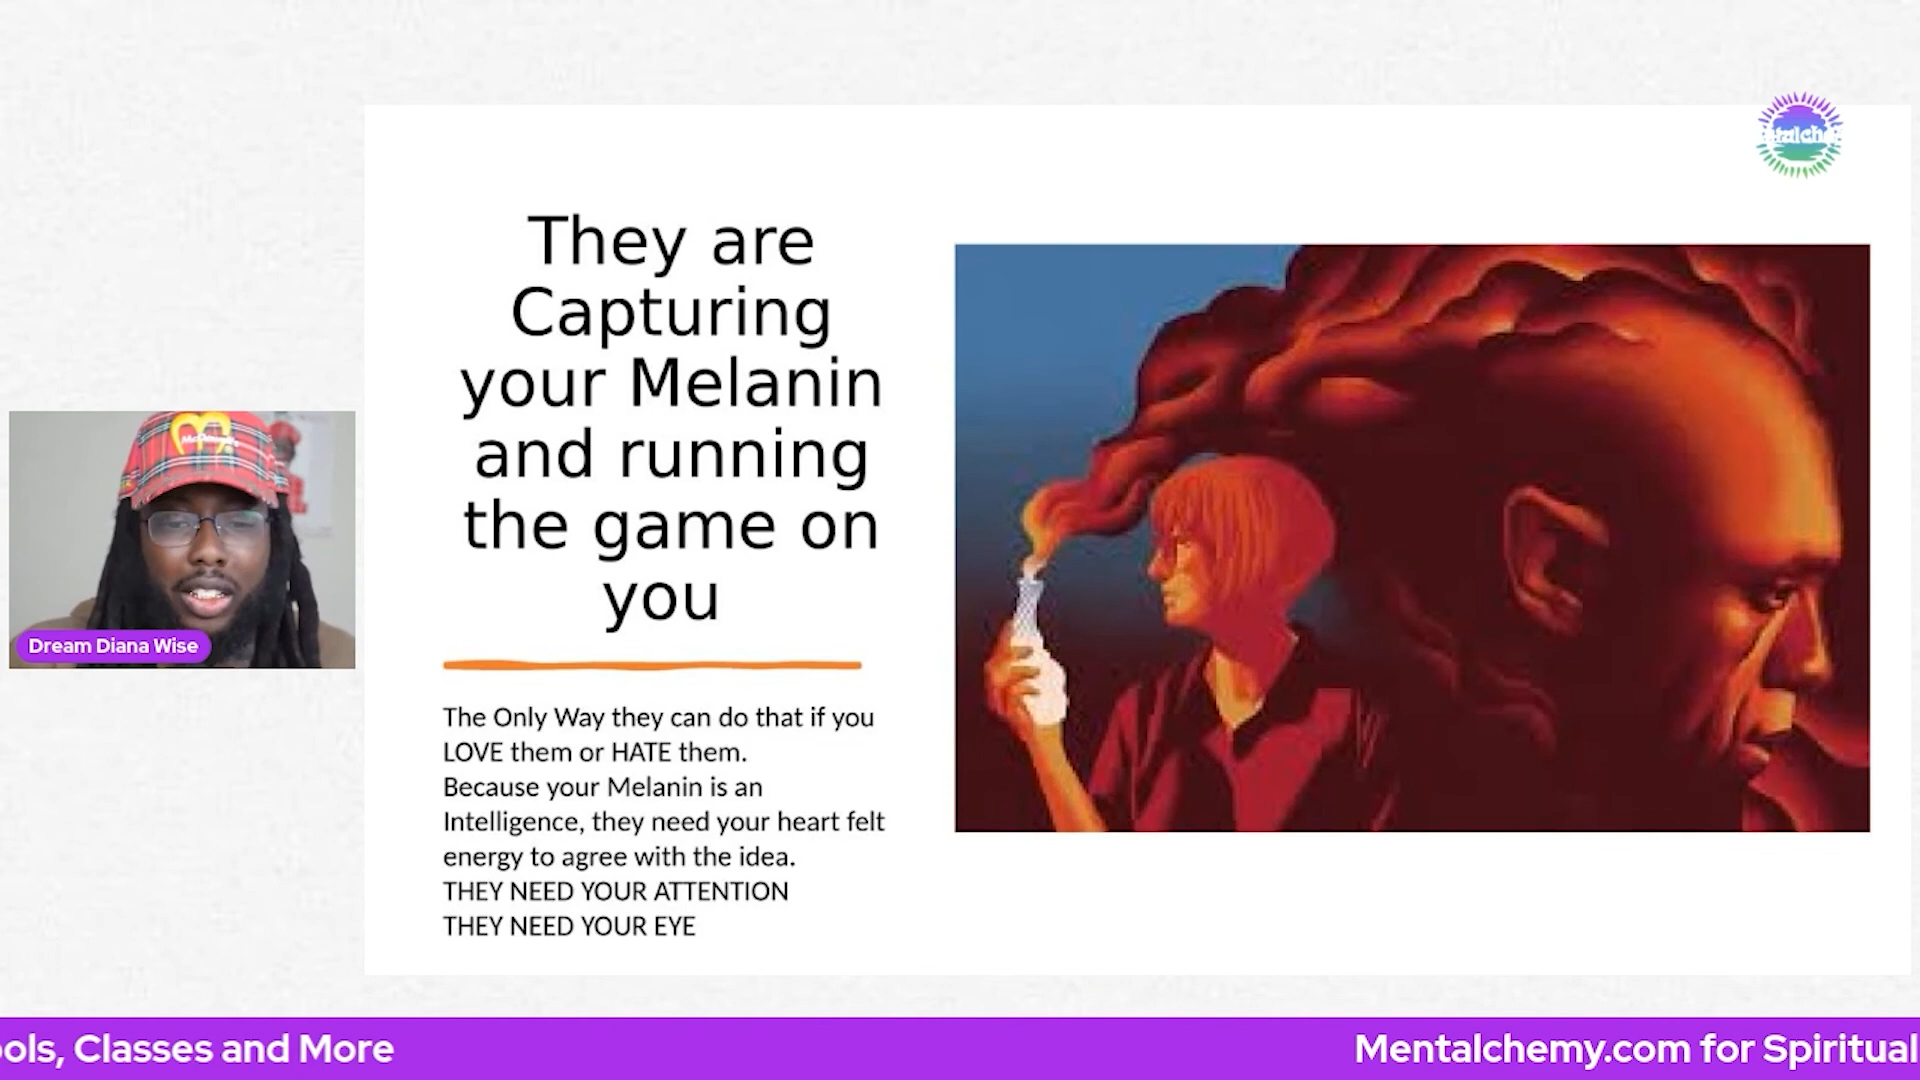 They are
Capturing
your Melanin
and running
the game on
you
McDowell's
Dream Diana Wise
The Only Way they can do that if you
LOVE them or HATE them.
Because your Melanin is an
Intelligence, they need your heart felt
energy to agree with the idea.
THEY NEED YOUR ATTENTION
THEY NEED YOUR EYE
ols, Classes and More
Mentalchemy.com for Spiritual